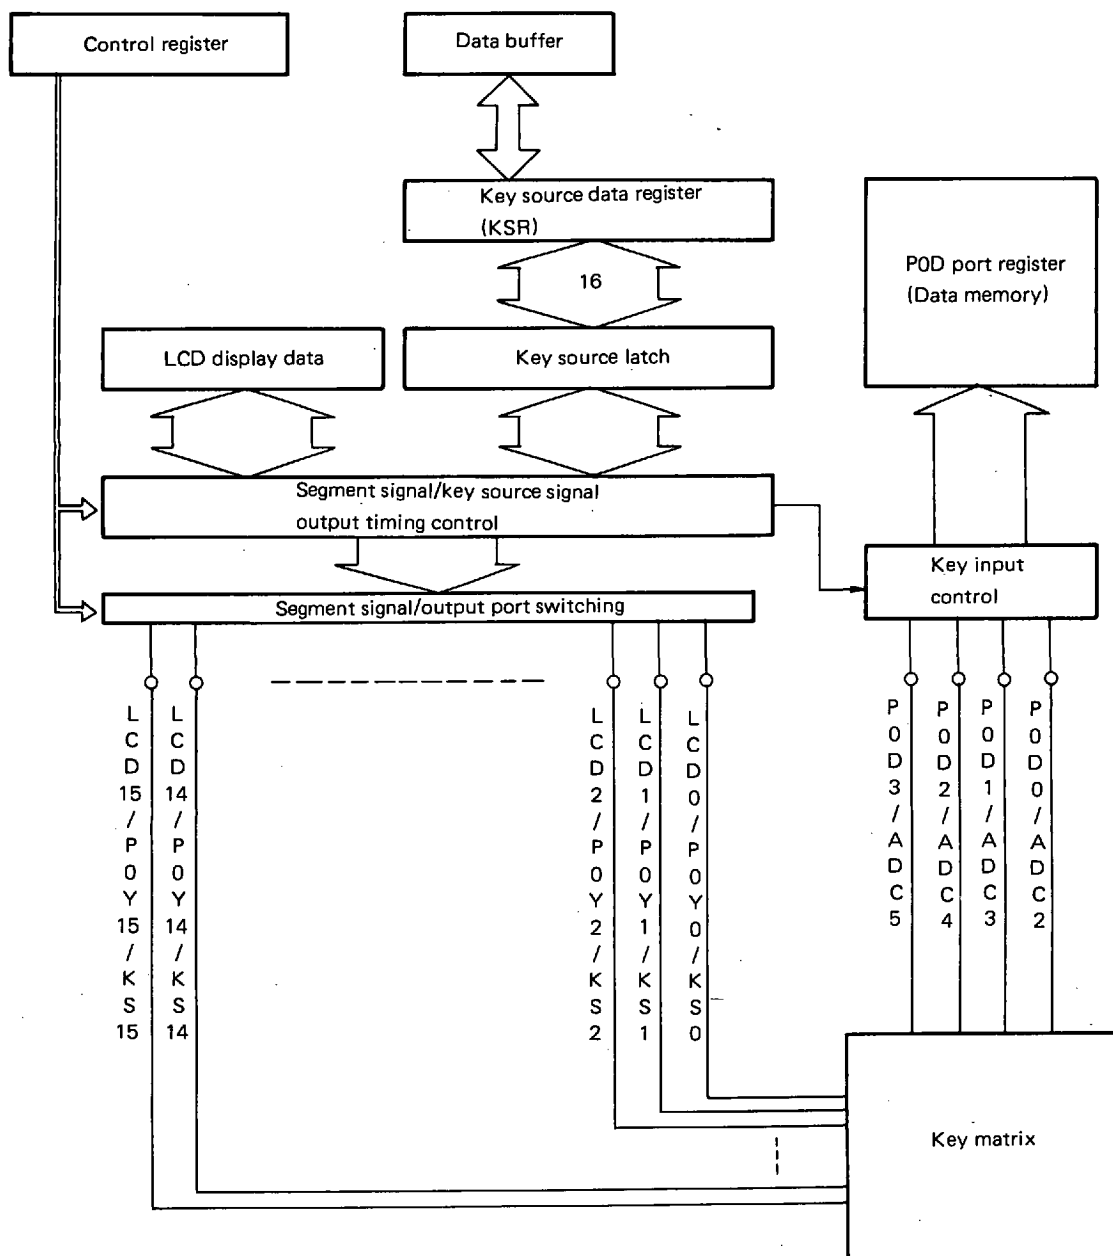 Control register
Data buffer
Key source data register
(KSR)
16
P0D port register
(Data memory)
LCD display data
Key source latch
Segment signal/key source signal
output timing control
Key input
control
Segment signal/output port switching
LCD15/P0Y15/KS15
LCD14/P0Y14/KS14
LCD2/P0Y2/KS2
LCD1/P0Y1/KS1
LCD0/P0Y0/KS0
P0D3/ADC5
P0D2/ADC4
P0D1/ADC3
P0D0/ADC2
Key matrix